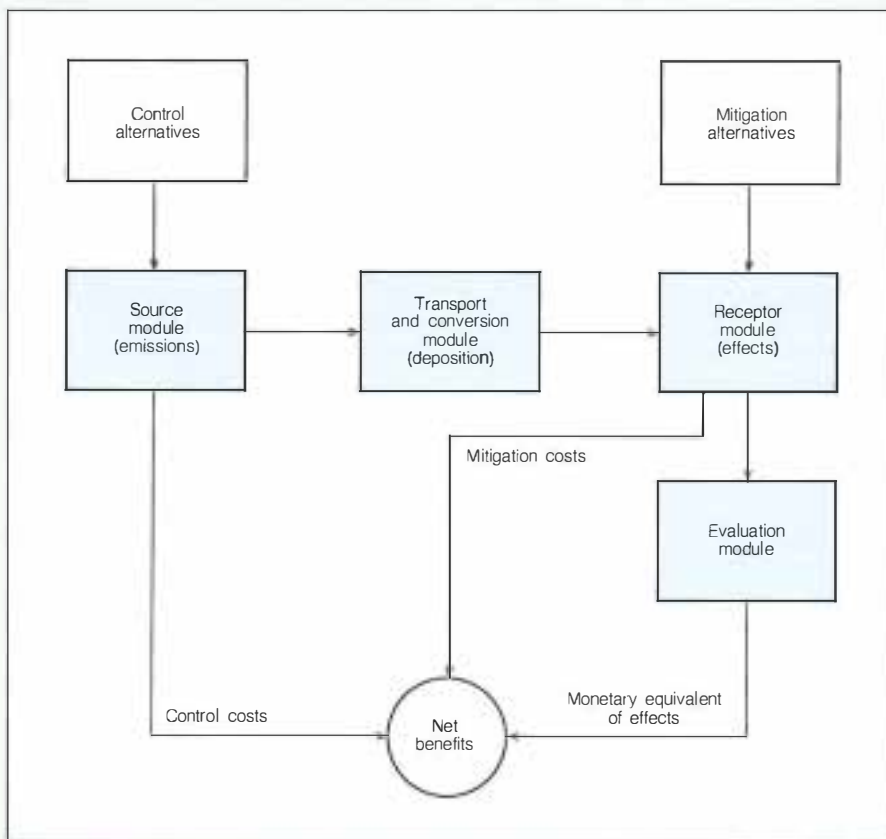 Control
alternatives
Mitigation
alternatives
Source
module
(emissions)
Transport
and conversion
module
(deposition)
Receptor
module
(effects)
Mitigation costs
Evaluation
module
Control costs
Net
benefits
Monetary equivalent
of effects